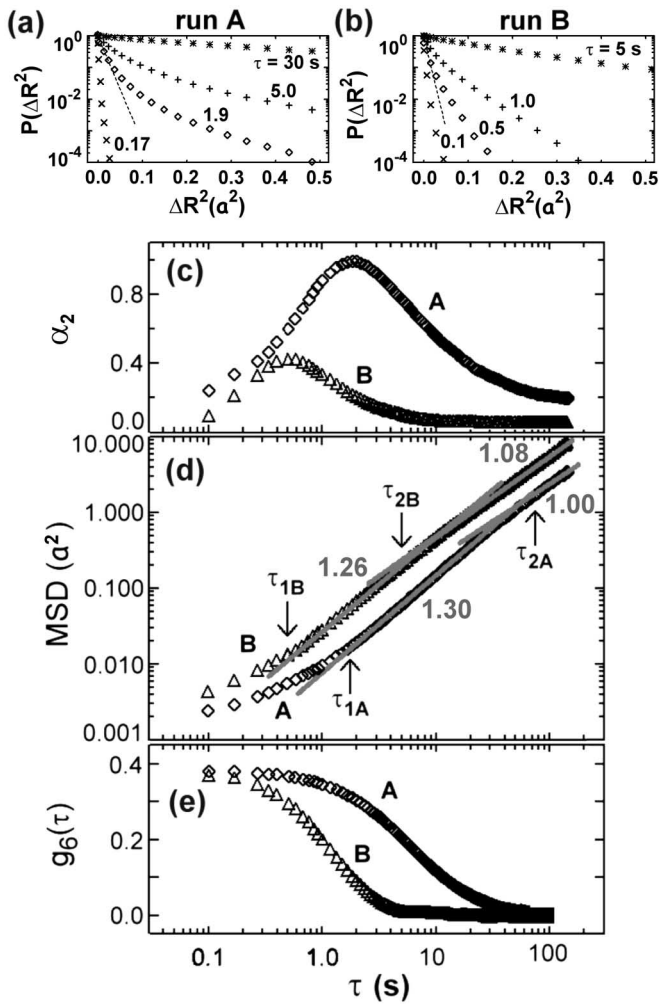 (a) run A (b) run B
P(ΔR²) 10⁰ 10⁻² 10⁻⁴ τ = 30 s 5.0 1.9 0.17
0.0 0.1 0.2 0.3 0.4 0.5
ΔR²(a²)
P(ΔR²) 10⁰ 10⁻² 10⁻⁴ τ = 5 s 1.0 0.5 0.1
0.0 0.1 0.2 0.3 0.4 0.5
ΔR²(a²)
(c)
α₂
0.8
0.4
0.0
A
B
(d)
MSD (a²)
10.000
1.000
0.100
0.010
0.001
1.08
τ₂B
1.00
τ₂A
1.26
τ₁B
1.30
B
A
τ₁A
(e)
g₆(τ)
0.4
0.2
0.0
A
B
0.1 1.0 10 100
τ (s)